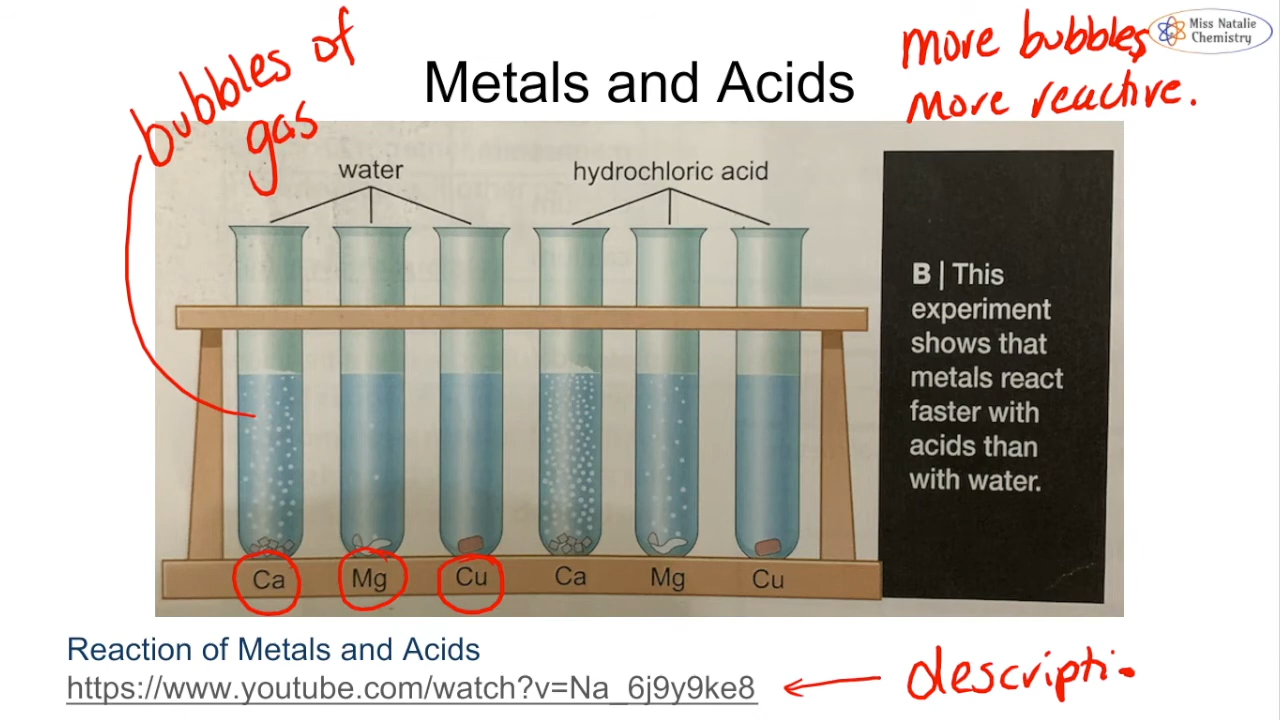 bubbles of
gas
Metals and Acids
more bubbles
more reactive.
Miss Natalie
Chemistry
water
hydrochloric acid
B | This
experiment
shows that
metals react
faster with
acids than
with water.
Ca Mg Cu Ca Mg Cu
Reaction of Metals and Acids
https://www.youtube.com/watch?v=Na_6j9y9ke8
descripti